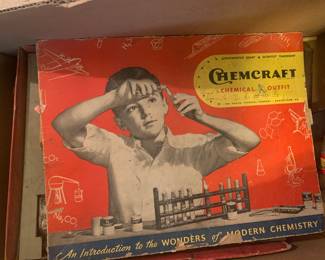 CHEMCRAFT
CHEMICAL OUTFIT
An Introduction to the WONDERS of MODERN CHEMISTRY